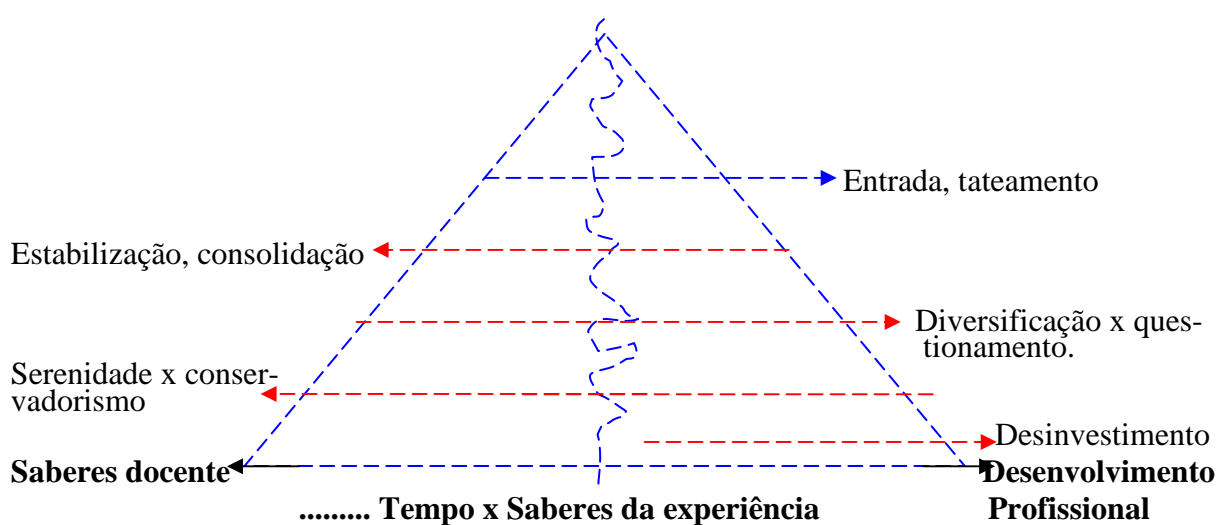 Entrada, tateamento
Estabilização, consolidação
Diversificação x ques-
tionamento.
Serenidade x conser-
vadorismo
Desinvestimento
Saberes docente
Desenvolvimento
Profissional
......... Tempo x Saberes da experiência